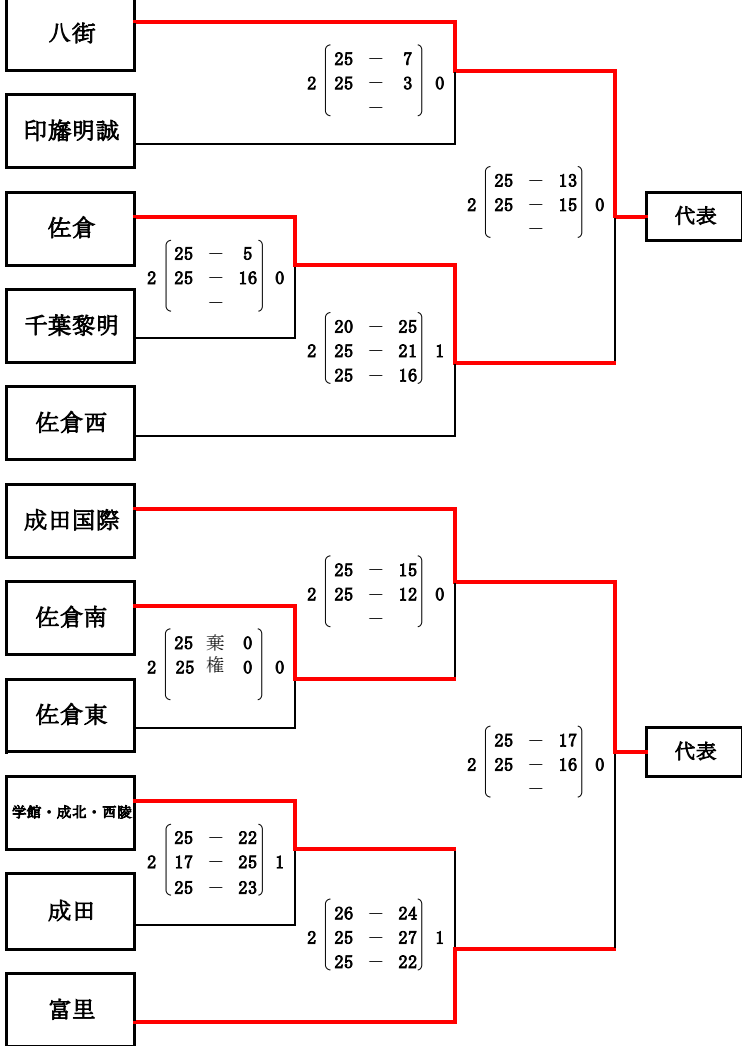 八街
25 － 7
2 25 － 3 0
－
印旛明誠
25 － 13
2 25 － 15 0
－
代表
佐倉
25 － 5
2 25 － 16 0
－
千葉黎明
20 － 25
2 25 － 21 1
25 － 16
佐倉西
成田国際
25 － 15
2 25 － 12 0
－
佐倉南
25 棄 0
2 25 権 0 0
佐倉東
25 － 17
2 25 － 16 0
－
代表
学館・成北・西陵
25 － 22
2 17 － 25 1
25 － 23
成田
26 － 24
2 25 － 27 1
25 － 22
富里